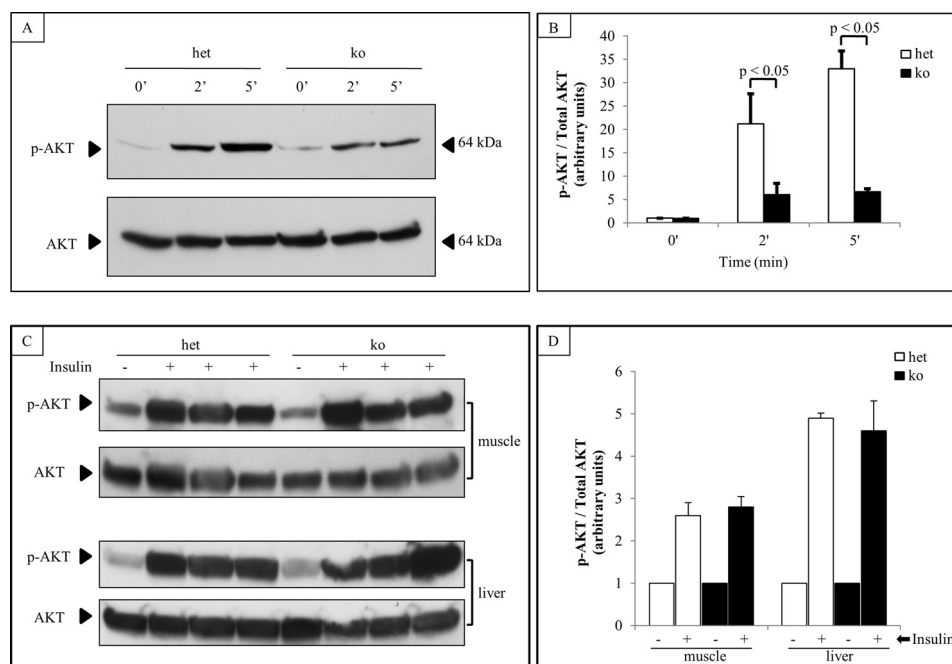 A
het
ko
0' 2' 5' 0' 2' 5'
p-AKT
64 kDa
AKT
64 kDa
B
p-AKT / Total AKT
(arbitrary units)
40
35
30
25
20
15
10
5
0
p < 0.05
p < 0.05
het
ko
0' 2' 5'
Time (min)
C
het
ko
Insulin - + + + - + + +
p-AKT
AKT
muscle
p-AKT
AKT
liver
D
het
ko
p-AKT / Total AKT
(arbitrary units)
6
5
4
3
2
1
0
- + - + - + - + Insulin
muscle liver